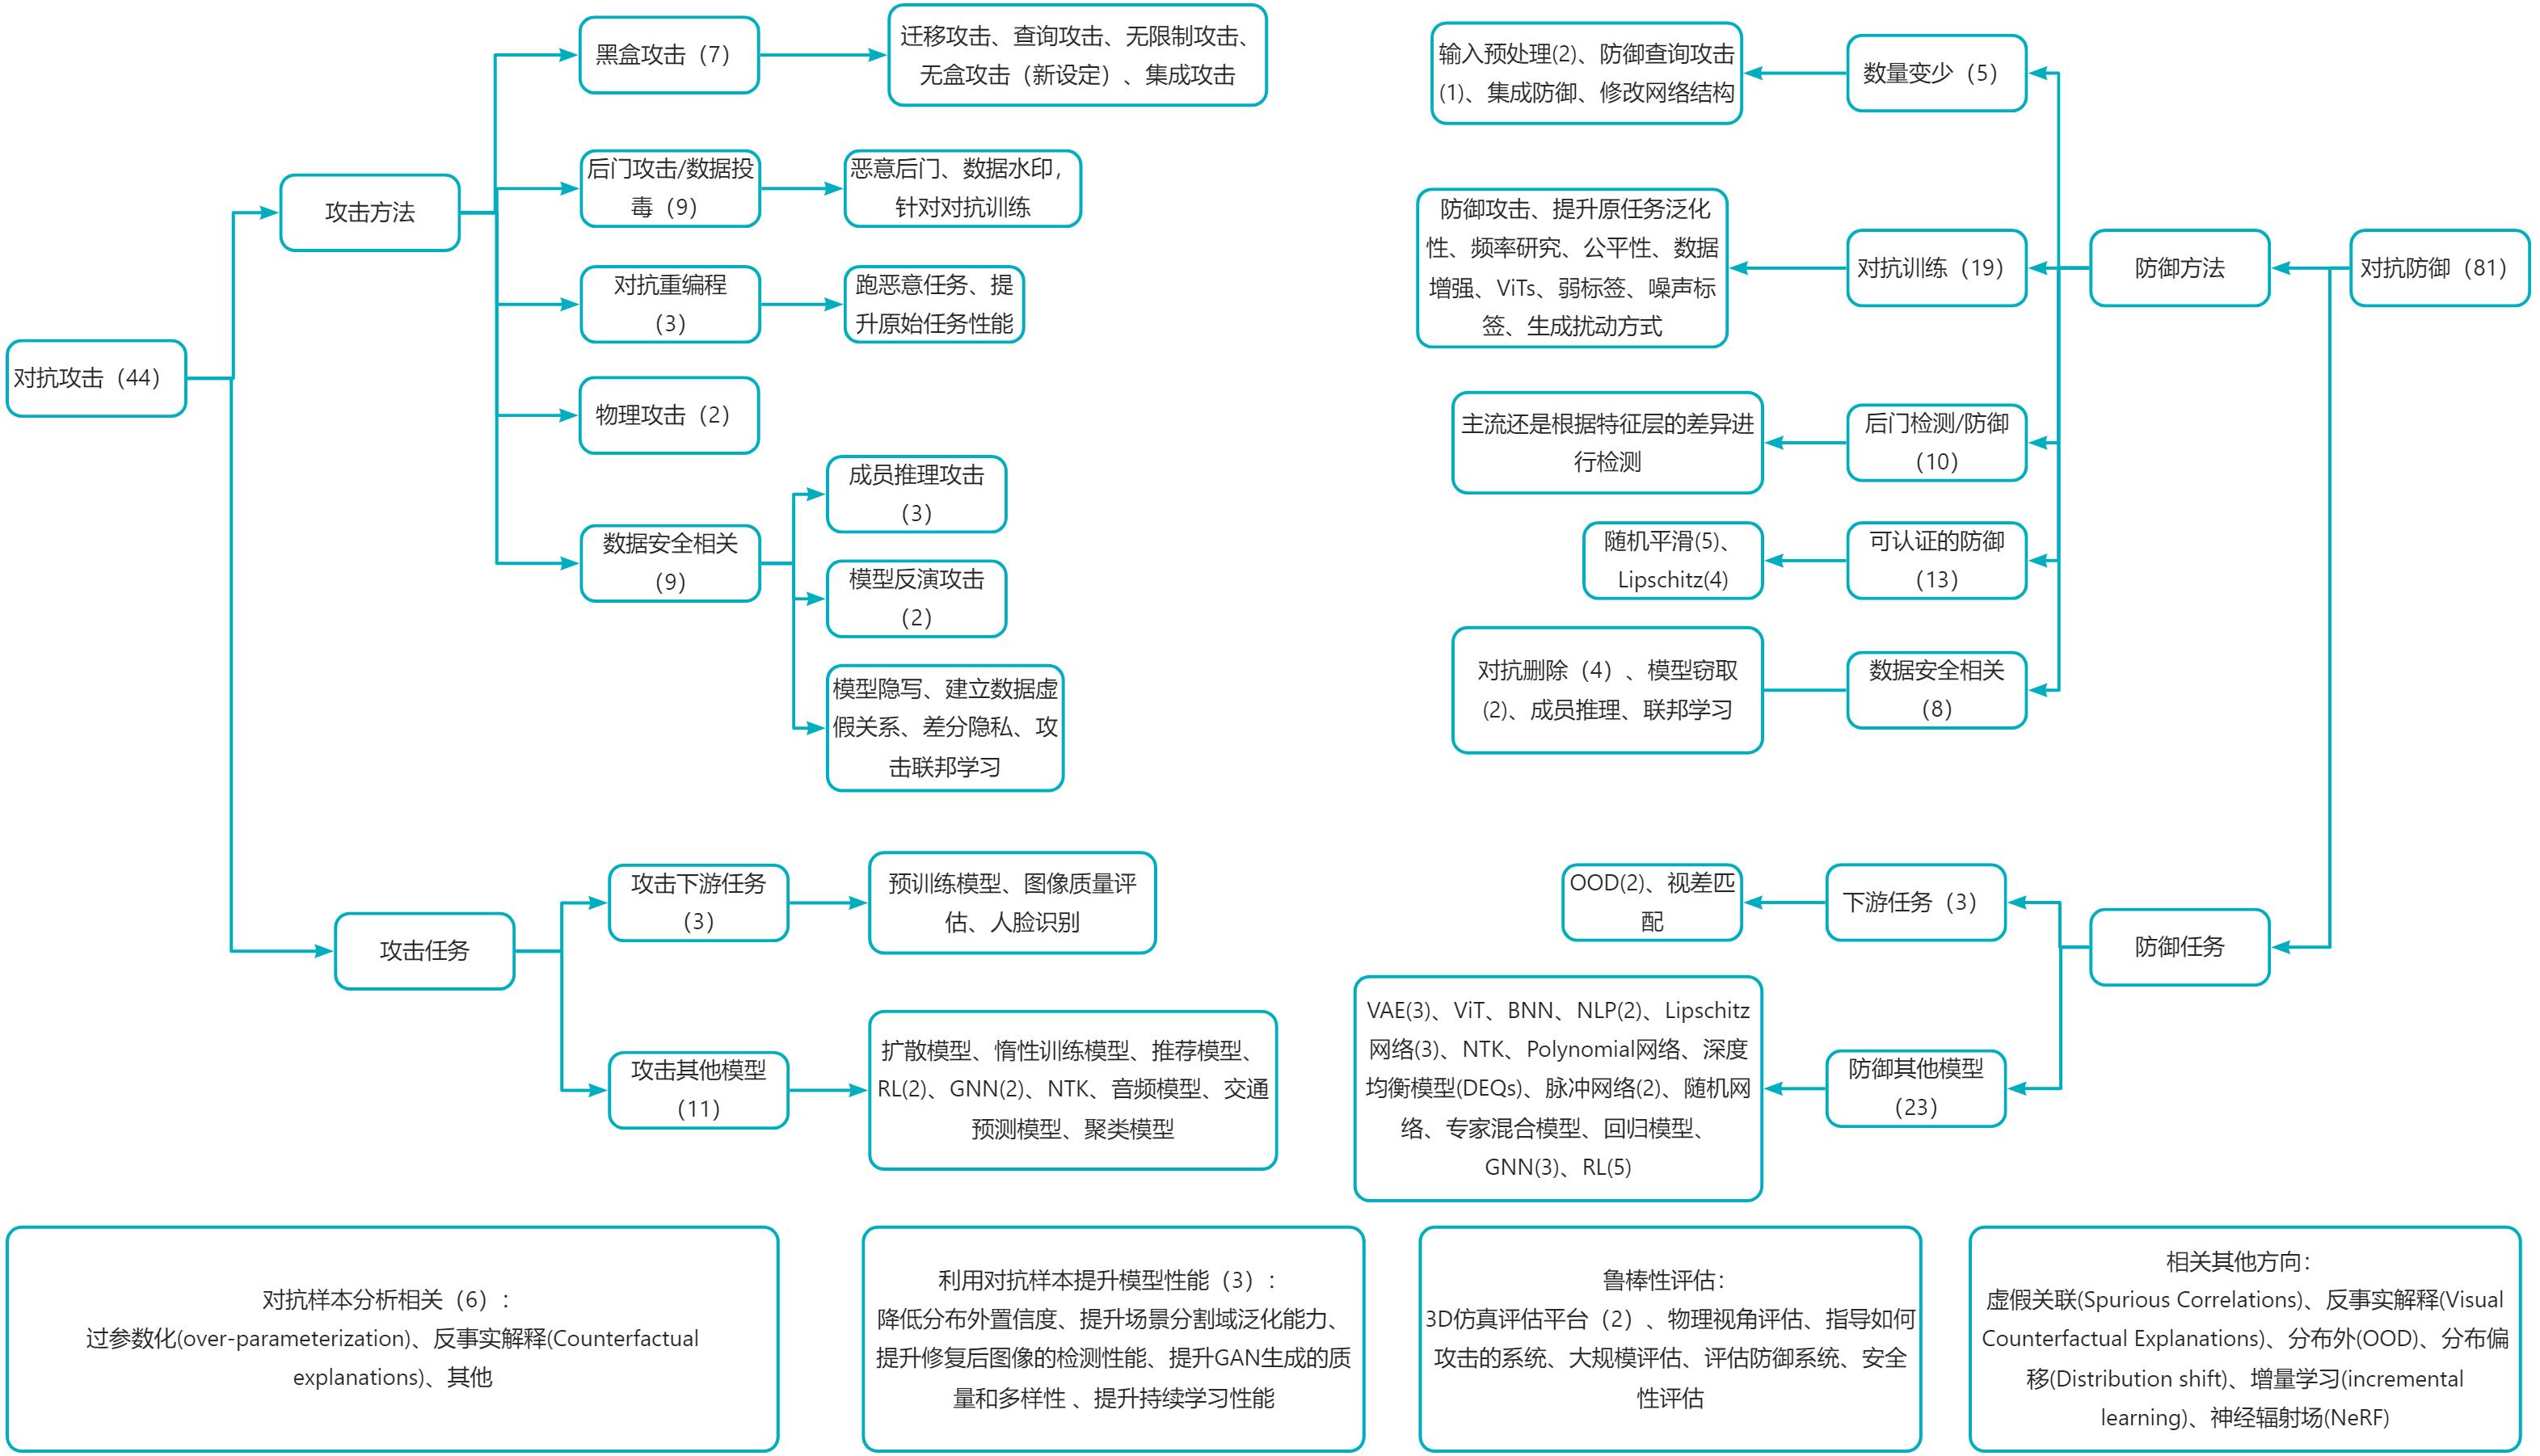 对抗攻击（44）
攻击方法
黑盒攻击（7）
迁移攻击、查询攻击、无限制攻击、
无盒攻击（新设定）、集成攻击
后门攻击/数据投
毒（9）
恶意后门、数据水印，
针对对抗训练
对抗重编程
（3）
跑恶意任务、提
升原始任务性能
物理攻击（2）
数据安全相关
（9）
成员推理攻击
（3）
模型反演攻击
（2）
模型隐写、建立数据虚
假关系、差分隐私、攻
击联邦学习
攻击任务
攻击下游任务
（3）
预训练模型、图像质量评
估、人脸识别
攻击其他模型
（11）
扩散模型、惰性训练模型、推荐模型、
RL(2)、GNN(2)、NTK、音频模型、交通
预测模型、聚类模型
对抗防御（81）
防御方法
数量变少（5）
输入预处理(2)、防御查询攻击
(1)、集成防御、修改网络结构
对抗训练（19）
防御攻击、提升原任务泛化
性、频率研究、公平性、数据
增强、ViTs、弱标签、噪声标
签、生成扰动方式
后门检测/防御
（10）
主流还是根据特征层的差异进
行检测
可认证的防御
（13）
随机平滑(5)、
Lipschitz(4)
数据安全相关
（8）
对抗删除（4）、模型窃取
(2)、成员推理、联邦学习
防御任务
下游任务（3）
OOD(2)、视差匹
配
防御其他模型
（23）
VAE(3)、ViT、BNN、NLP(2)、Lipschitz
网络(3)、NTK、Polynomial网络、深度
均衡模型(DEQs)、脉冲网络(2)、随机网
络、专家混合模型、回归模型、
GNN(3)、RL(5)
对抗样本分析相关（6）：
过参数化(over-parameterization)、反事实解释(Counterfactual
explanations)、其他
利用对抗样本提升模型性能（3）：
降低分布外置信度、提升场景分割域泛化能力、
提升修复后图像的检测性能、提升GAN生成的质
量和多样性 、提升持续学习性能
鲁棒性评估：
3D仿真评估平台（2）、物理视角评估、指导如何
攻击的系统、大规模评估、评估防御系统、安全
性评估
相关其他方向：
虚假关联(Spurious Correlations)、反事实解释(Visual
Counterfactual Explanations)、分布外(OOD)、分布偏
移(Distribution shift)、增量学习(incremental
learning)、神经辐射场(NeRF)